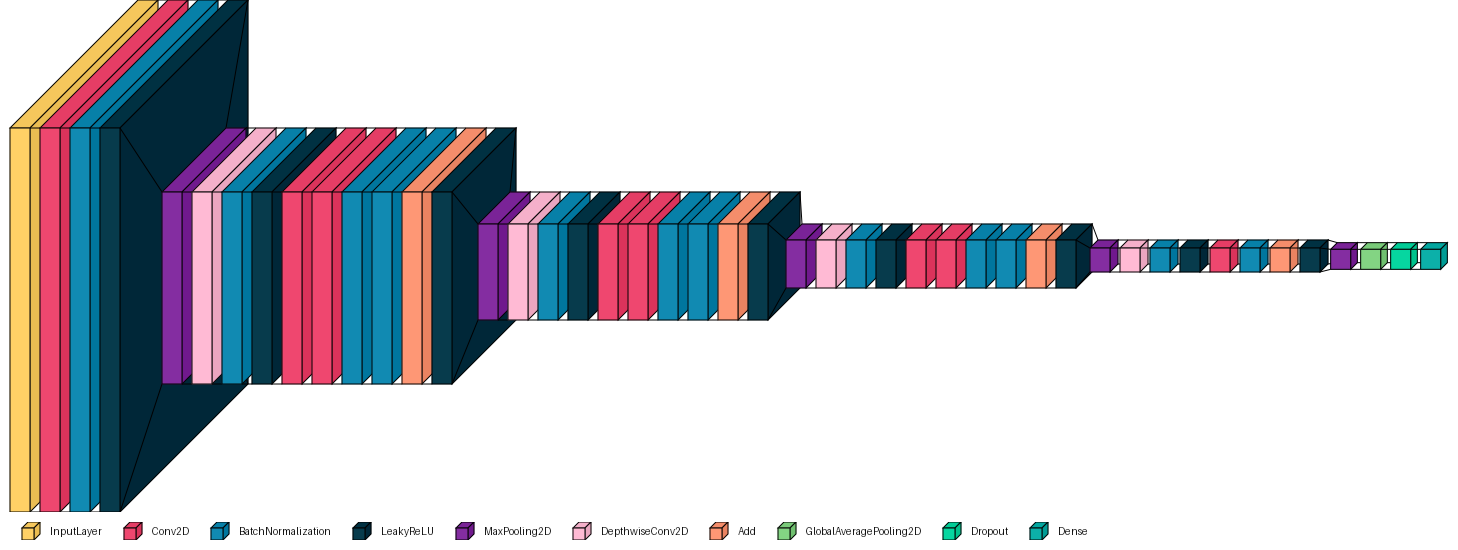 InputLayer Conv2D BatchNormalization LeakyReLU MaxPooling2D DepthwiseConv2D Add GlobalAveragePooling2D Dropout Dense